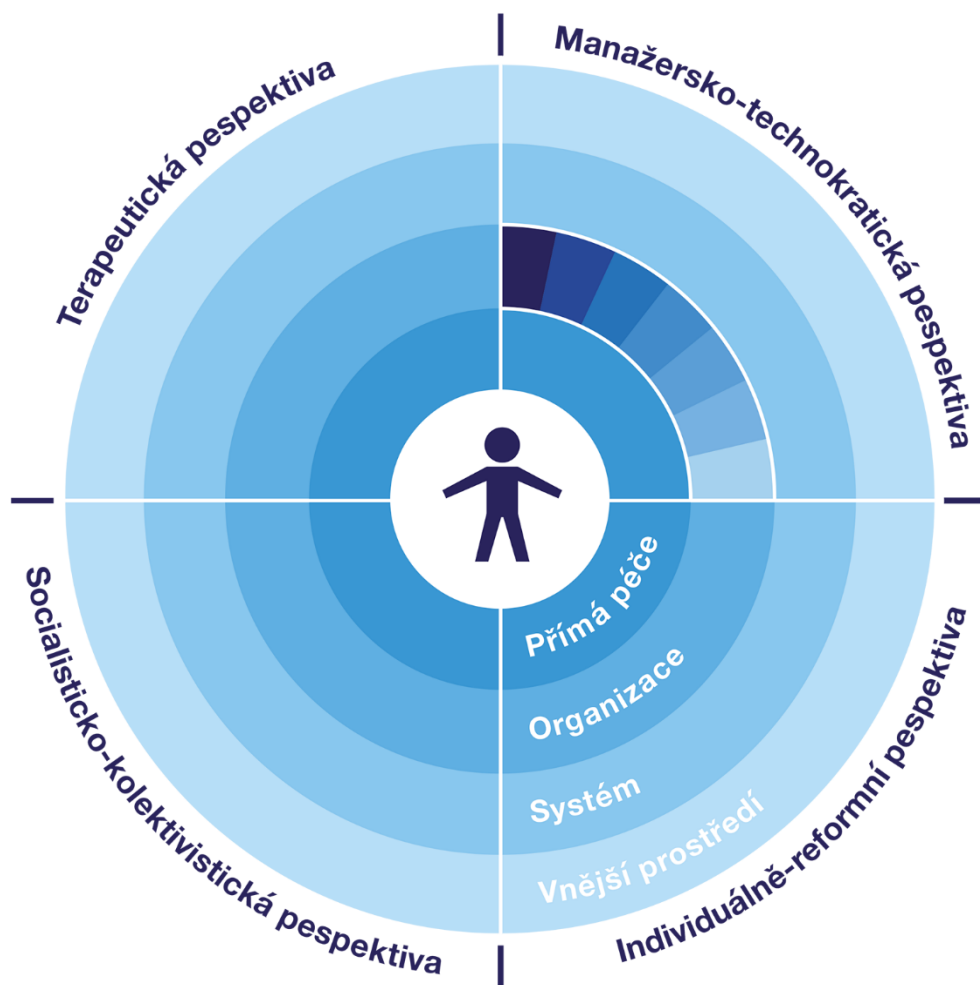 Terapeutická pespektiva
Manažersko-technokratická pespektiva
Socialisticko-kolektivistická pespektiva
Individuálně-reformní pespektiva
Přímá péče
Organizace
Systém
Vnější prostředí